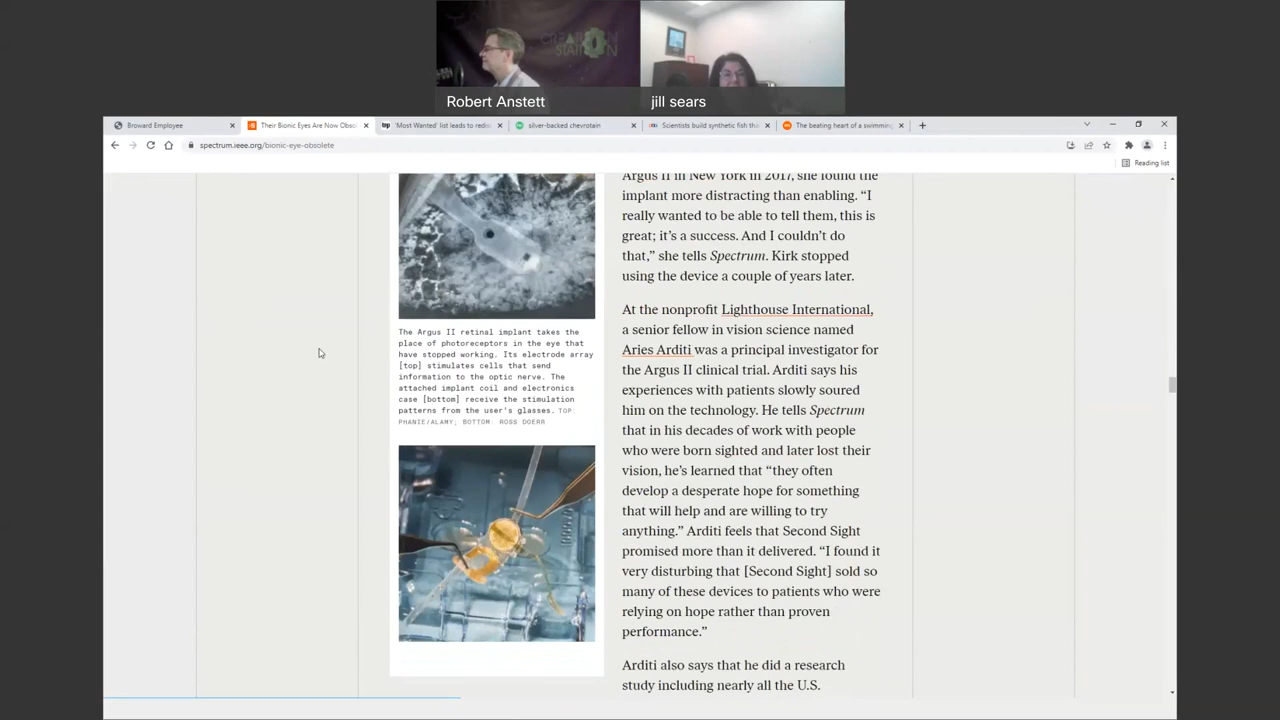 CREATION
STATION
Robert Anstett
jill sears
Broward Employee
Their Bionic Eyes Are Now Obso
'Most Wanted' list leads to redis
silver-backed chevrotain
Scientists build synthetic fish tha
The beating heart of a swimming
spectrum.ieee.org/bionic-eye-obsolete
Reading list
The Argus II retinal implant takes the
place of photoreceptors in the eye that
have stopped working. Its electrode array
[top] stimulates cells that send
information to the optic nerve. The
attached implant coil and electronics
case [bottom] receive the stimulation
patterns from the user's glasses. TOP:
PHANIE/ALAMY; BOTTOM: ROSS DOERR
Argus II in New York in 2017, she found the
implant more distracting than enabling. “I
really wanted to be able to tell them, this is
great; it’s a success. And I couldn’t do
that,” she tells Spectrum. Kirk stopped
using the device a couple of years later.
At the nonprofit Lighthouse International,
a senior fellow in vision science named
Aries Arditi was a principal investigator for
the Argus II clinical trial. Arditi says his
experiences with patients slowly soured
him on the technology. He tells Spectrum
that in his decades of work with people
who were born sighted and later lost their
vision, he’s learned that “they often
develop a desperate hope for something
that will help and are willing to try
anything.” Arditi feels that Second Sight
promised more than it delivered. “I found it
very disturbing that [Second Sight] sold so
many of these devices to patients who were
relying on hope rather than proven
performance.”
Arditi also says that he did a research
study including nearly all the U.S.